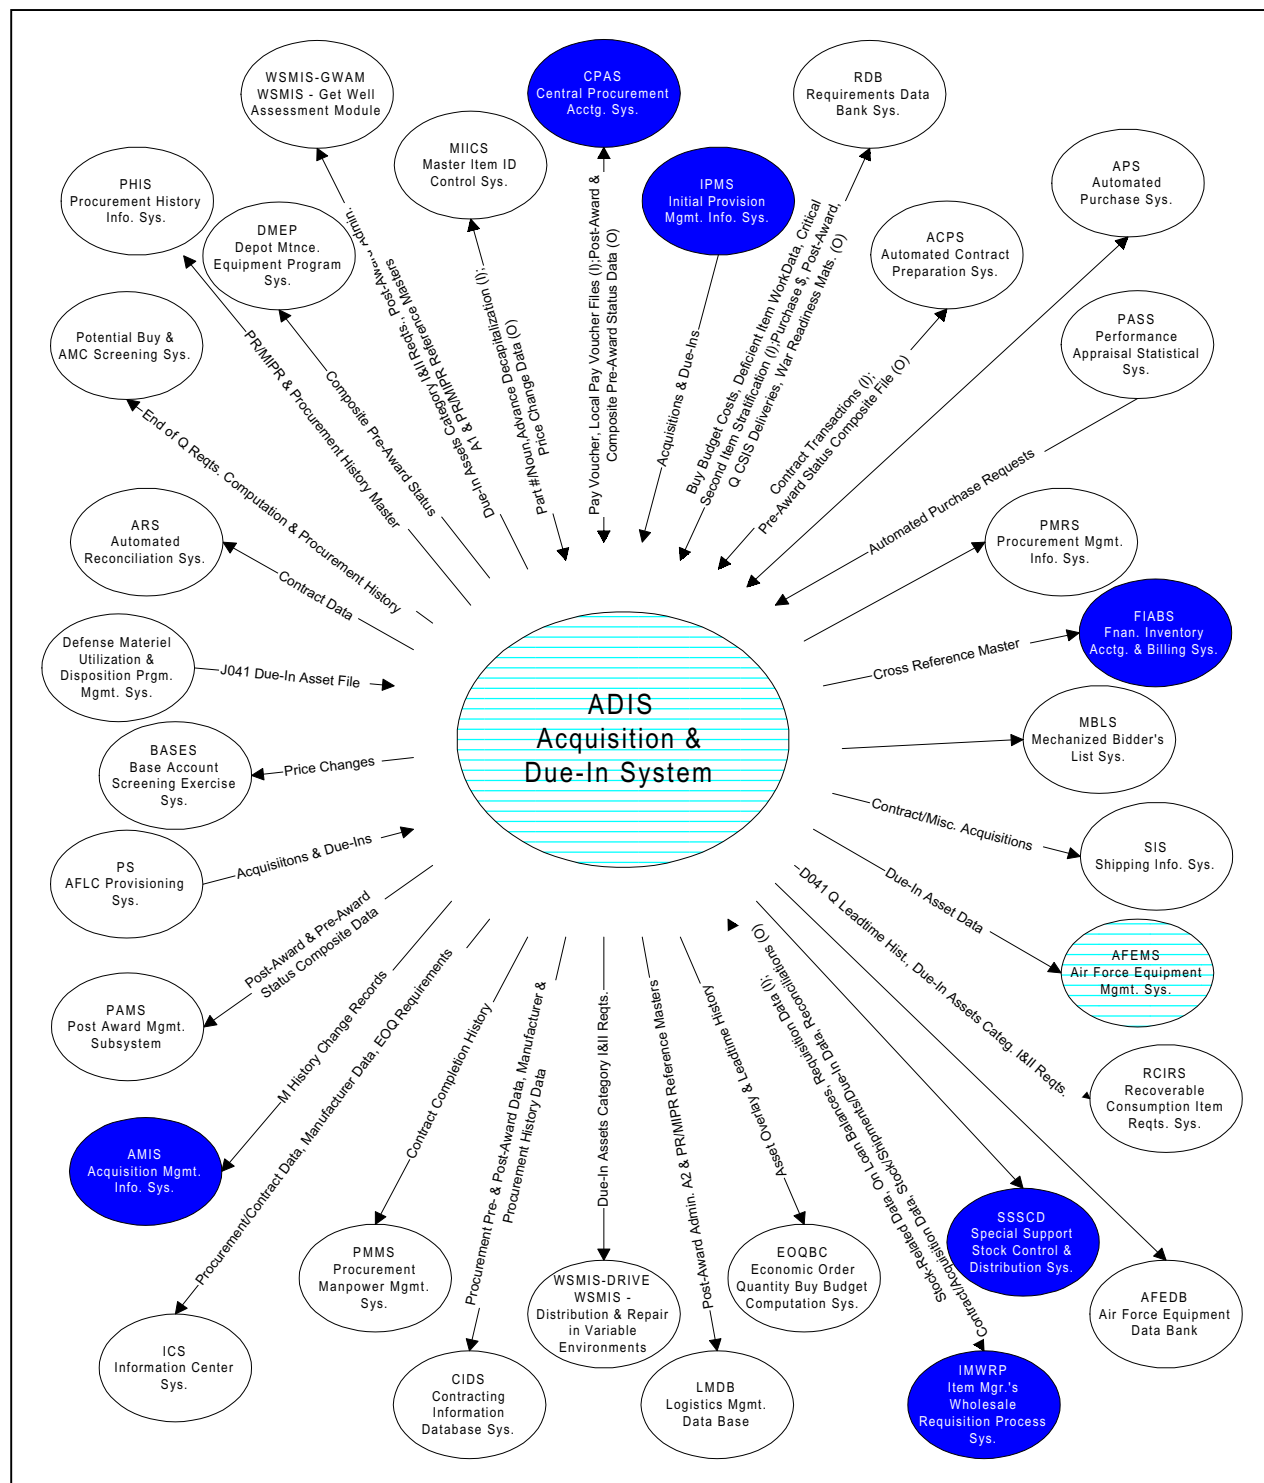 WSMIS-GWAM
WSMIS - Get Well
Assessment Module
CPAS
Central Procurement
Acctg. Sys.
RDB
Requirements Data
Bank Sys.
MIICS
Master Item ID
Control Sys.
IPMS
Initial Provision
Mgmt. Info. Sys.
APS
Automated
Purchase Sys.
PHIS
Procurement History
Info. Sys.
DMEP
Depot Mtnce.
Equipment Program
Sys.
ACPS
Automated Contract
Preparation Sys.
Potential Buy &
AMC Screening Sys.
PASS
Performance
Appraisal Statistical
Sys.
ARS
Automated
Reconciliation Sys.
PMRS
Procurement Mgmt.
Info. Sys.
Defense Materiel
Utilization &
Disposition Prgm.
Mgmt. Sys.
FIABS
Fnan. Inventory
Acctg. & Billing Sys.
BASES
Base Account
Screening Exercise
Sys.
MBLS
Mechanized Bidder's
List Sys.
ADIS
Acquisition &
Due-In System
PS
AFLC Provisioning
Sys.
SIS
Shipping Info. Sys.
PAMS
Post Award Mgmt.
Subsystem
AFEMS
Air Force Equipment
Mgmt. Sys.
AMIS
Acquisition Mgmt.
Info. Sys.
RCIRS
Recoverable
Consumption Item
Reqts. Sys.
ICS
Information Center
Sys.
PMMS
Procurement
Manpower Mgmt.
Sys.
CIDS
Contracting
Information
Database Sys.
WSMIS-DRIVE
WSMIS -
Distribution & Repair
in Variable
Environments
LMDB
Logistics Mgmt.
Data Base
EOQBC
Economic Order
Quantity Buy Budget
Computation Sys.
SSSCD
Special Support
Stock Control &
Distribution Sys.
IMWRP
Item Mgr.'s
Wholesale
Requisition Process
Sys.
AFEDB
Air Force Equipment
Data Bank
PR/MIPR & Procurement History Master
Composite Pre-Award Status
Due-In Assets Category I&II Reqts., Post-Award Admin.
A1 & PR/MIPR Reference Masters
Part #/Noun,Advance Decapitalization (I);
Price Change Data (O)
Pay Voucher, Local Pay Voucher Files (I);Post-Award &
Composite Pre-Award Status Data (O)
Acquisitions & Due-Ins
Buy Budget Costs, Deficient Item WorkData, Critical
Second Item Stratification (I);Purchase $, Post-Award,
Q CSIS Deliveries, War Readiness Mats. (O)
Contract Transactions (I);
Pre-Award Status Composite File (O)
Automated Purchase Requests
End of Q Reqts. Computation & Procurement History
Contract Data
J041 Due-In Asset File
Price Changes
Acquisiitons & Due-Ins
Post-Award & Pre-Award
Status Composite Data
M History Change Records
Procurement/Contract Data, Manufacturer Data, EOQ Requirements
Contract Completion History
Procurement Pre- & Post-Award Data, Manufacturer &
Procurement History Data
Due-In Assets Category I&II Reqts.
Post-Award Admin. A2 & PR/MIPR Reference Masters
Asset Overlay & Leadtime History
Stock-Related Data, On Loan Balances, Requisition Data (I);
Contract/Acquisition Data, Stock/Shipments/Due-In Data, Reconciliations (O)
D041 Q Leadtime Hist., Due-In Assets Categ. I&II Reqts.
Due-In Asset Data
Contract/Misc. Acquisitions
Cross Reference Master